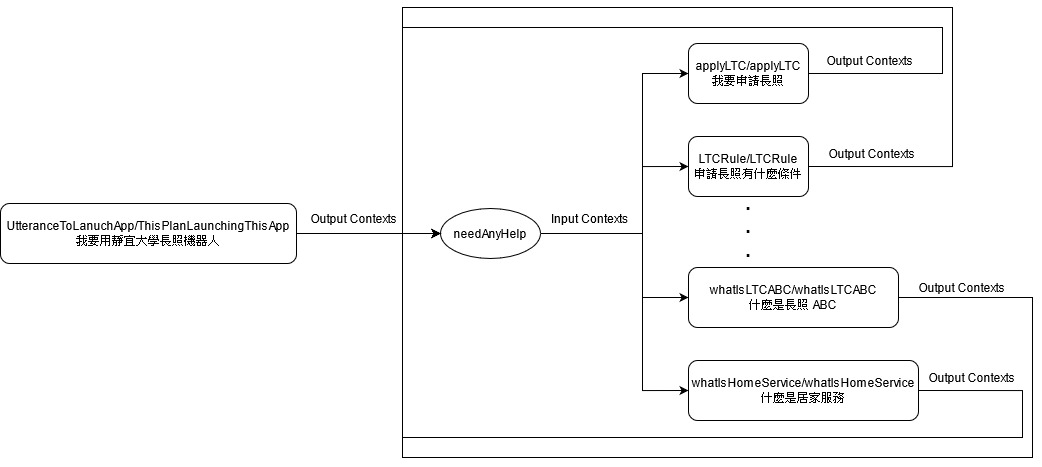 applyLTC/applyLTC
我要申請長照
Output Contexts
LTCRule/LTCRule
申請長照有什麼條件
Output Contexts
UtteranceToLanuchApp/ThisPlanLaunchingThisApp
我要用靜宜大學長照機器人
Output Contexts
needAnyHelp
Input Contexts
whatIsLTCABC/whatIsLTCABC
什麼是長照 ABC
Output Contexts
whatIsHomeService/whatIsHomeService
什麼是居家服務
Output Contexts